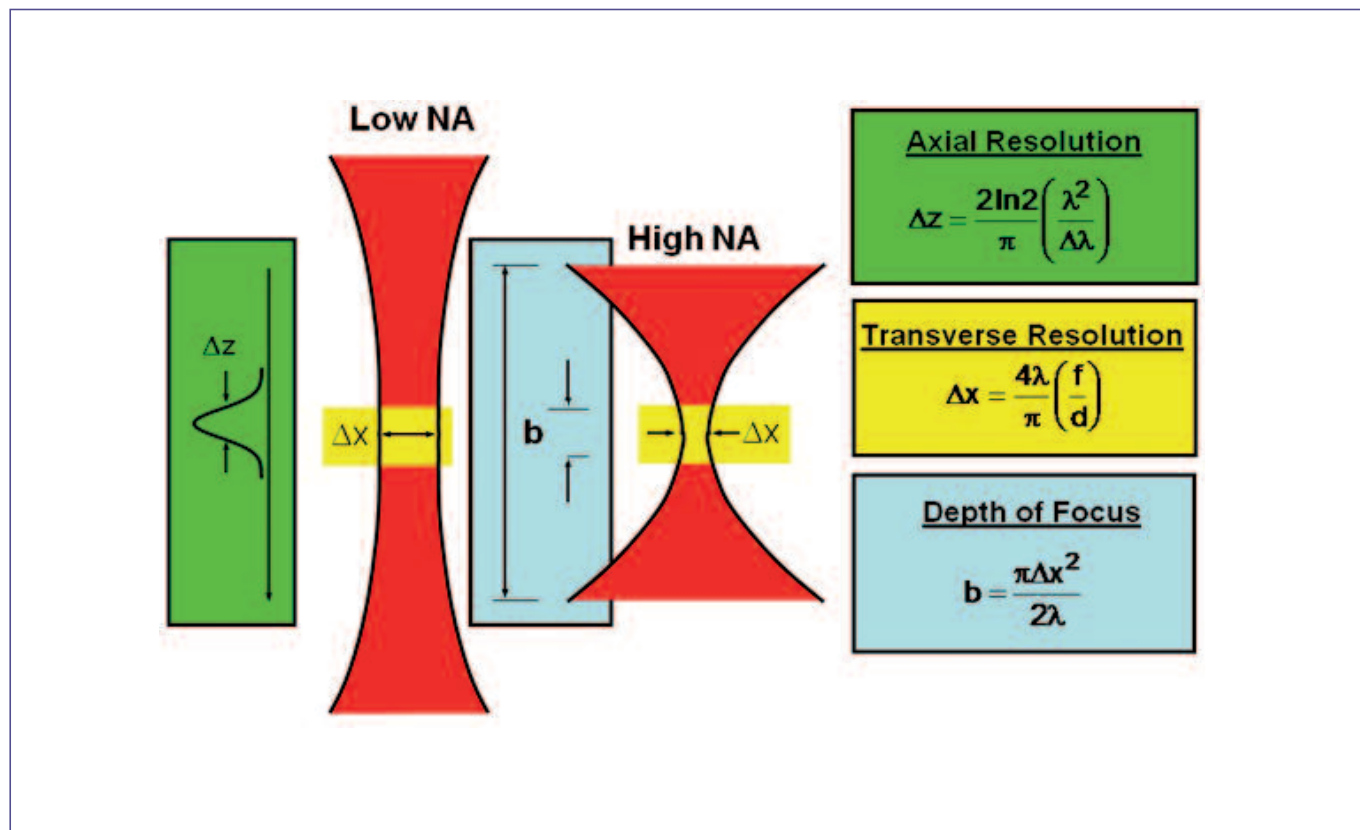 Low NA
High NA
Δz
Δx
b
Δx
Axial Resolution
Δz = 2ln2/π (λ²/Δλ)
Transverse Resolution
Δx = 4λ/π (f/d)
Depth of Focus
b = πΔx²/2λ